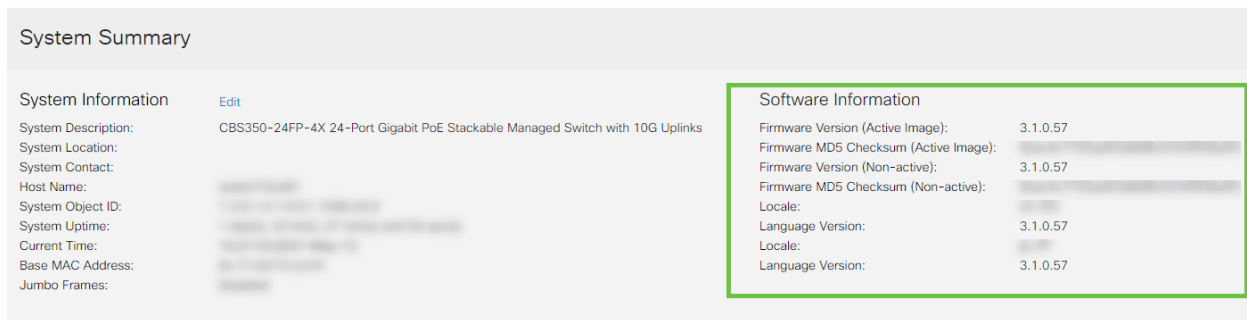 System Summary
System Information Edit
System Description: CBS350-24FP-4X 24-Port Gigabit PoE Stackable Managed Switch with 10G Uplinks
System Location:
System Contact:
Host Name:
System Object ID:
System Uptime:
Current Time:
Base MAC Address:
Jumbo Frames:
Software Information
Firmware Version (Active Image): 3.1.0.57
Firmware MD5 Checksum (Active Image):
Firmware Version (Non-active): 3.1.0.57
Firmware MD5 Checksum (Non-active):
Locale:
Language Version: 3.1.0.57
Locale:
Language Version: 3.1.0.57